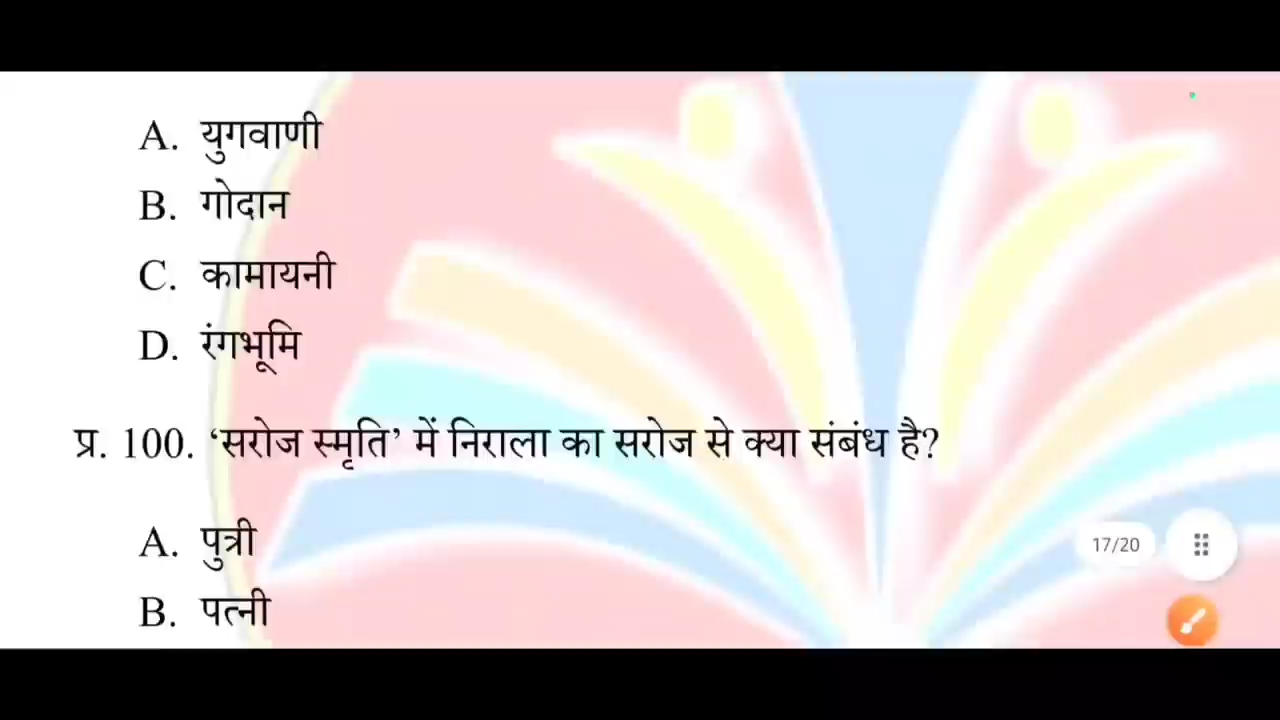 A. युगवाणी
B. गोदान
C. कामायनी
D. रंगभूमि
प्र. 100. ‘सरोज स्मृति’ में निराला का सरोज से क्या संबंध है?
A. पुत्री
17/20
B. पत्नी